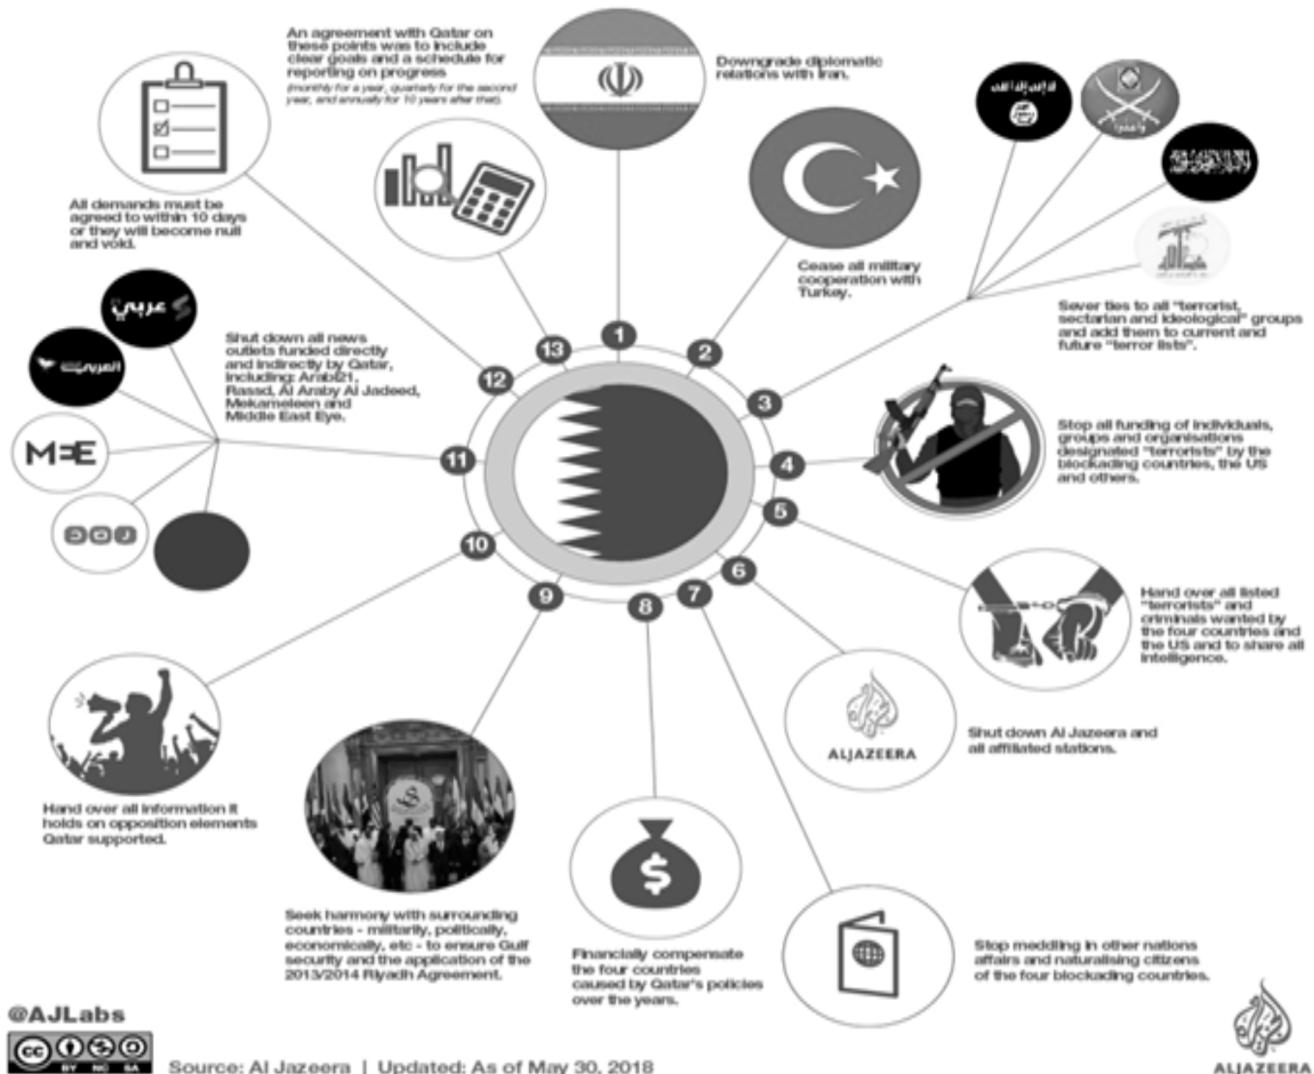 An agreement with Qatar on
these points was to include
clear goals and a schedule for
reporting on progress
(monthly for a year, quarterly for the second
year, and annually for 10 years after that).
Downgrade diplomatic
relations with Iran.
All demands must be
agreed to within 10 days
or they will become null
and void.
Cease all military
cooperation with
Turkey.
Sever ties to all "terrorist,
sectarian and ideological" groups
and add them to current and
future "terror lists".
عربي
Shut down all news
outlets funded directly
and indirectly by Qatar,
including: Arabi21,
Rassd, Al Araby Al Jadeed,
Mekameleen and
Middle East Eye.
MEE
1
2
3
4
5
6
7
8
9
10
11
12
13
Stop all funding of individuals,
groups and organisations
designated "terrorists" by the
blockading countries, the US
and others.
Hand over all listed
"terrorists" and
criminals wanted by
the four countries and
the US and to share all
intelligence.
ALJAZEERA
Shut down Al Jazeera and
all affiliated stations.
Hand over all information it
holds on opposition elements
Qatar supported.
Seek harmony with surrounding
countries - militarily, politically,
economically, etc - to ensure Gulf
security and the application of the
2013/2014 Riyadh Agreement.
$
Financially compensate
the four countries
caused by Qatar's policies
over the years.
Stop meddling in other nations
affairs and naturalising citizens
of the four blockading countries.
@AJLabs
cc
BY NC SA
Source: Al Jazeera | Updated: As of May 30, 2018
ALJAZEERA